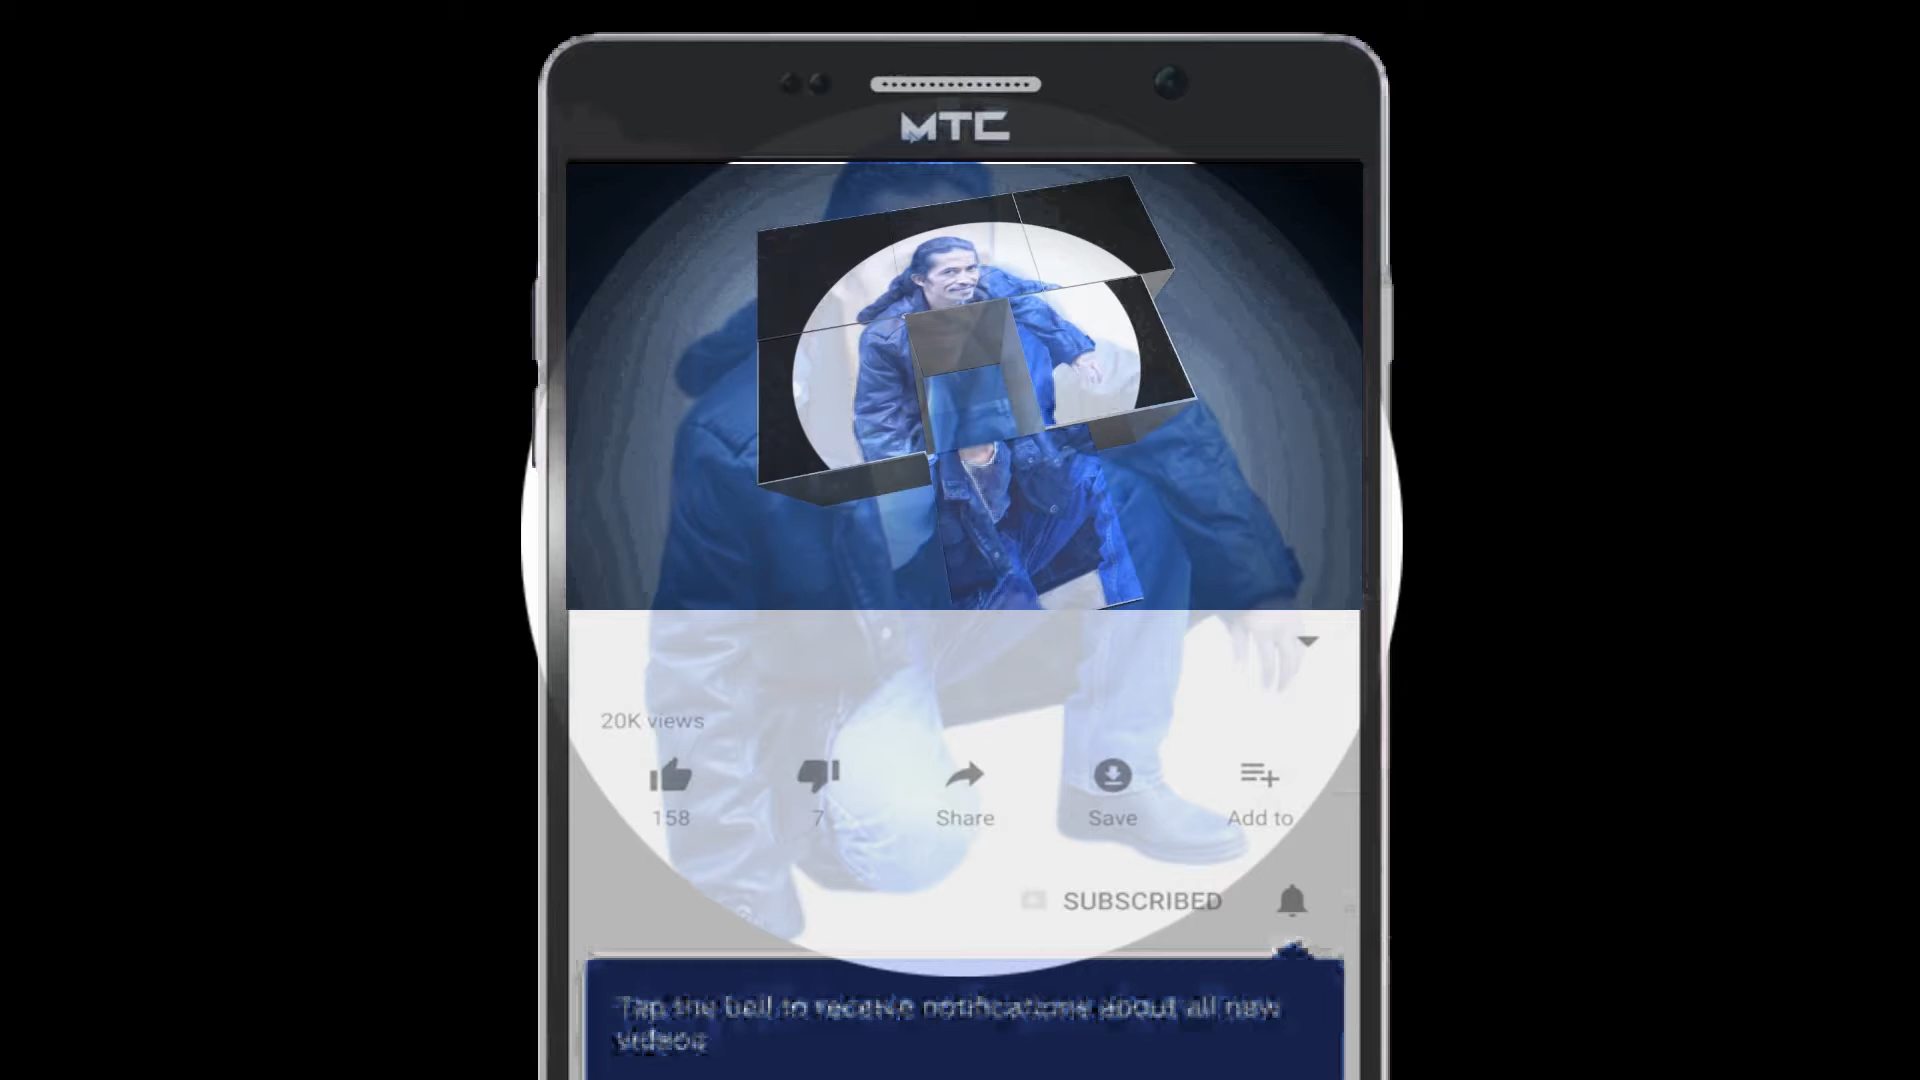 MTC
20K views
158
7
Share
Save
Add to
SUBSCRIBED
Tap the bell to receive notifications about all new
videos